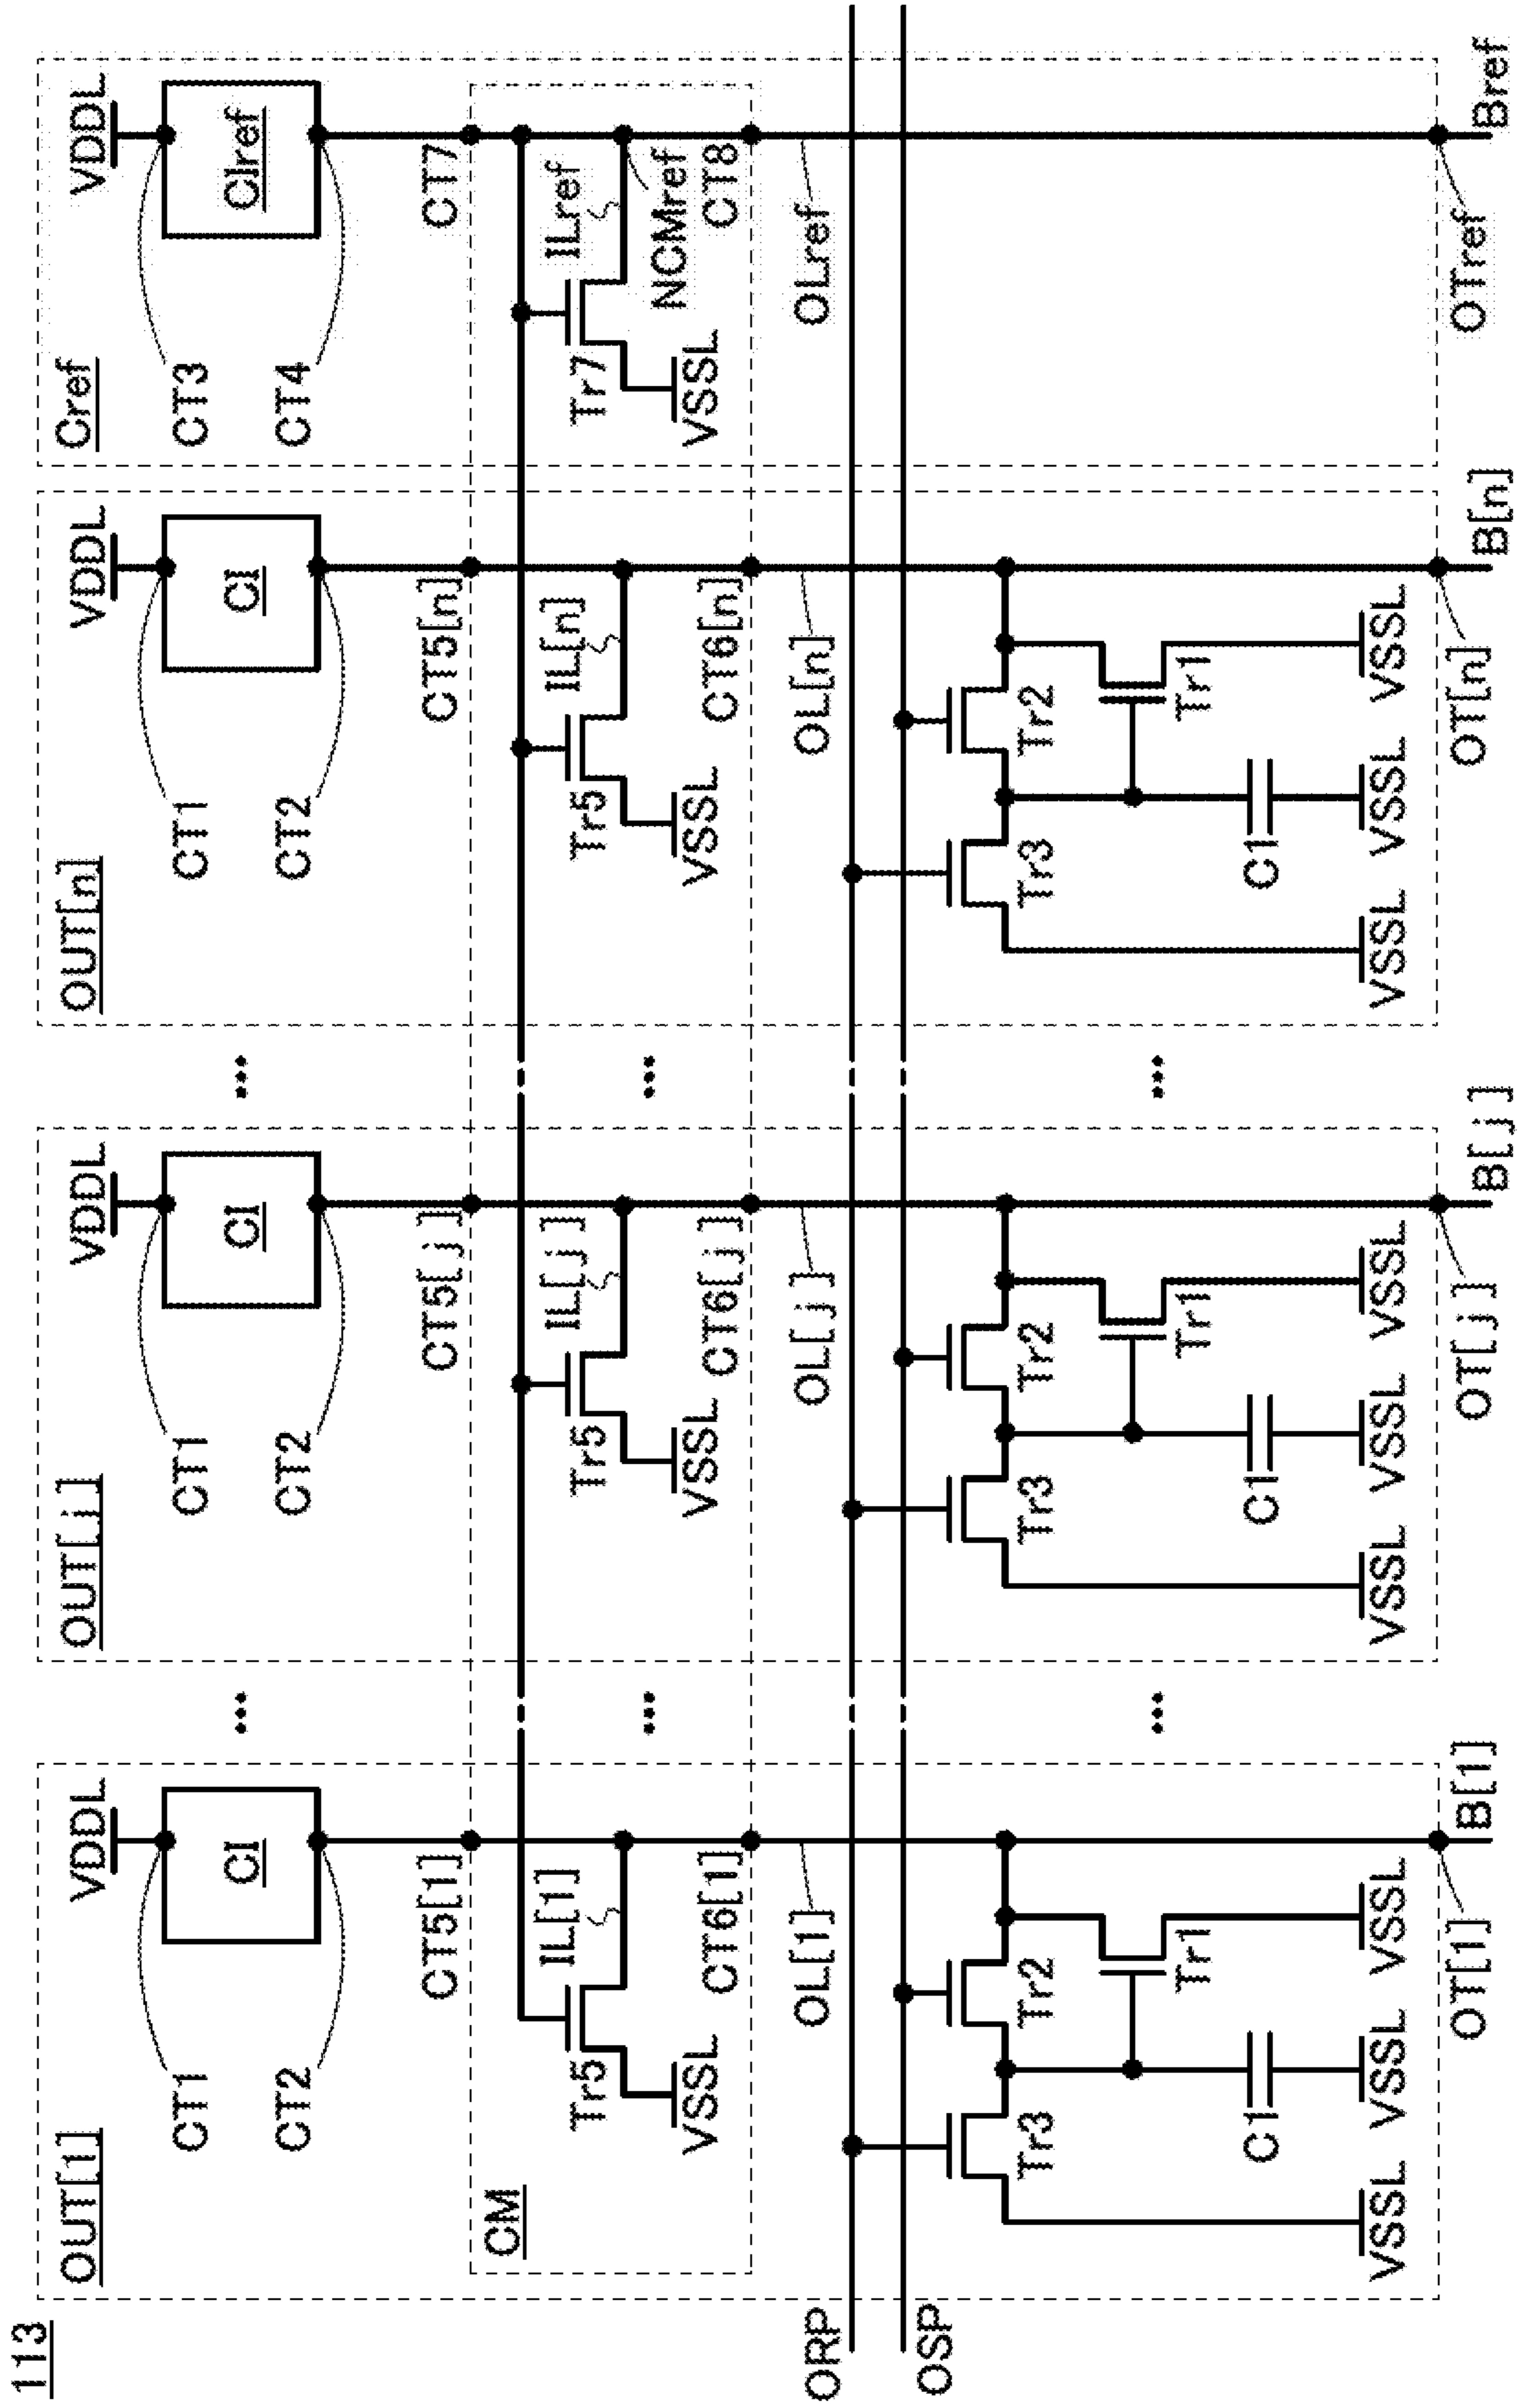 113
OUT[1]
VDDL
CI
CT1
CT2
CT5[1]
CM
IL[1]
Tr5
VSSL
CT6[1]
OL[1]
ORP
OSP
Tr3
Tr2
Tr1
C1
VSSL
VSSL
VSSL
OT[1]
B[1]
OUT[j]
VDDL
CI
CT1
CT2
CT5[j]
IL[j]
Tr5
VSSL
CT6[j]
OL[j]
Tr3
Tr2
Tr1
C1
VSSL
VSSL
VSSL
OT[j]
B[j]
OUT[n]
VDDL
CI
CT1
CT2
CT5[n]
IL[n]
Tr5
VSSL
CT6[n]
OL[n]
Tr3
Tr2
Tr1
C1
VSSL
VSSL
VSSL
OT[n]
B[n]
Cref
VDDL
CIref
CT3
CT4
CT7
ILref
Tr7
NCMref
VSSL
CT8
OLref
OTref
Bref